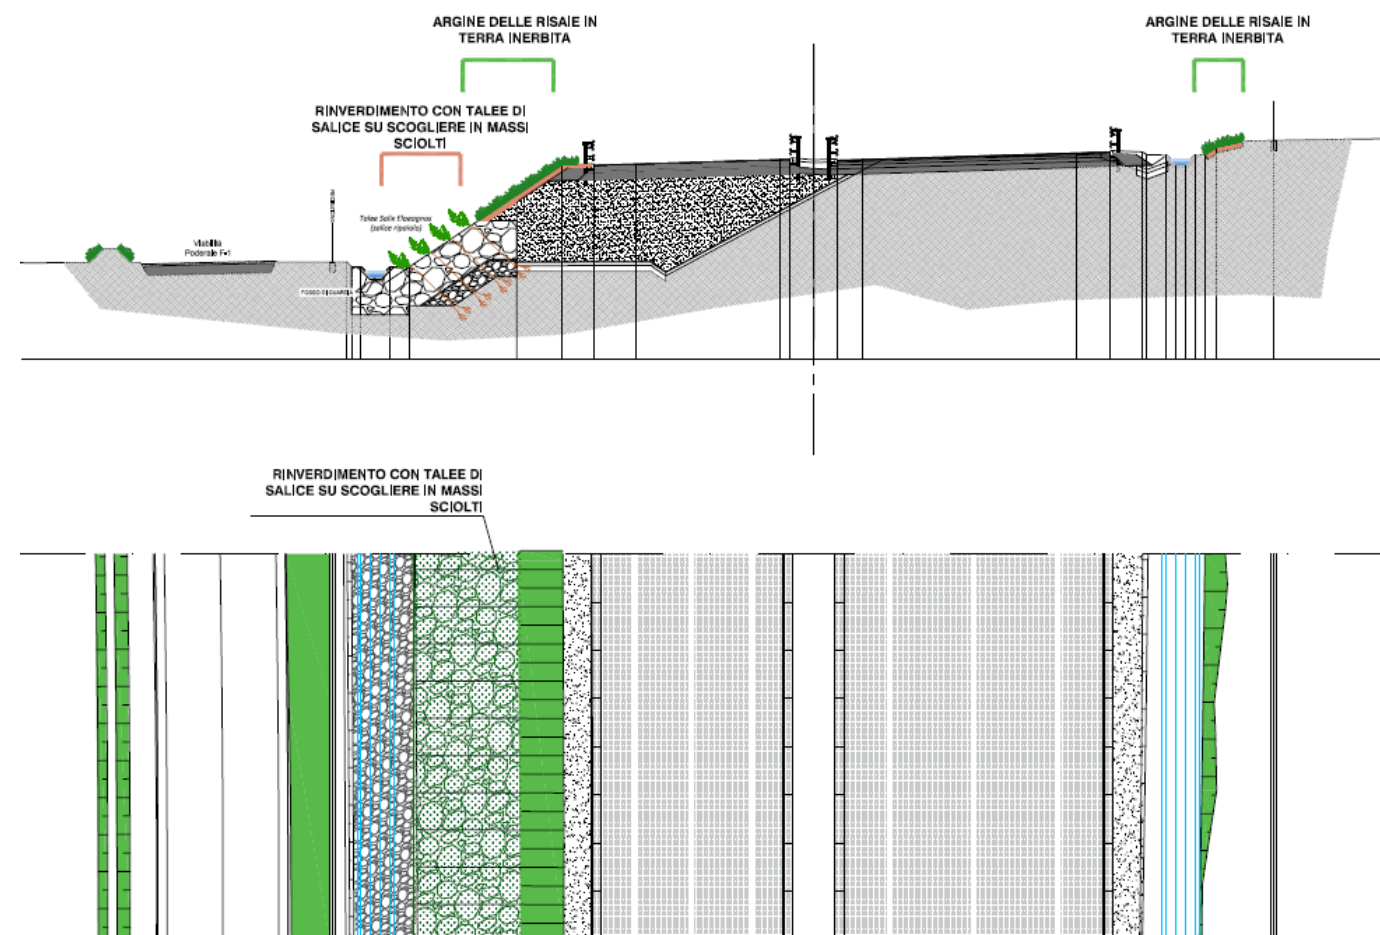 ARGINE DELLE RISAIE IN
TERRA INERBITA
ARGINE DELLE RISAIE IN
TERRA INERBITA
RINVERDIMENTO CON TALEE DI
SALICE SU SCOGLIERE IN MASSI
SCIOLTI
Talee Salix Elaeagnos
(salice ripaiolo)
Viabilità
Poderale F-1
FOSSO DI GUARDIA
RINVERDIMENTO CON TALEE DI
SALICE SU SCOGLIERE IN MASSI
SCIOLTI